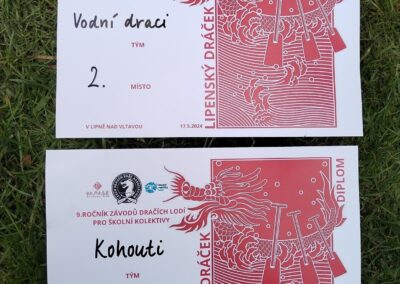 Vodní draci
TÝM
2.
MÍSTO
V LIPNĚ NAD VLTAVOU
17.5.2024
LIPENSKÝ DRÁČEK
9.ROČNÍK ZÁVODŮ DRAČÍCH LODÍ
PRO ŠKOLNÍ KOLEKTIVY
Kohouti
TÝM
DRÁČEK
DIPLOM